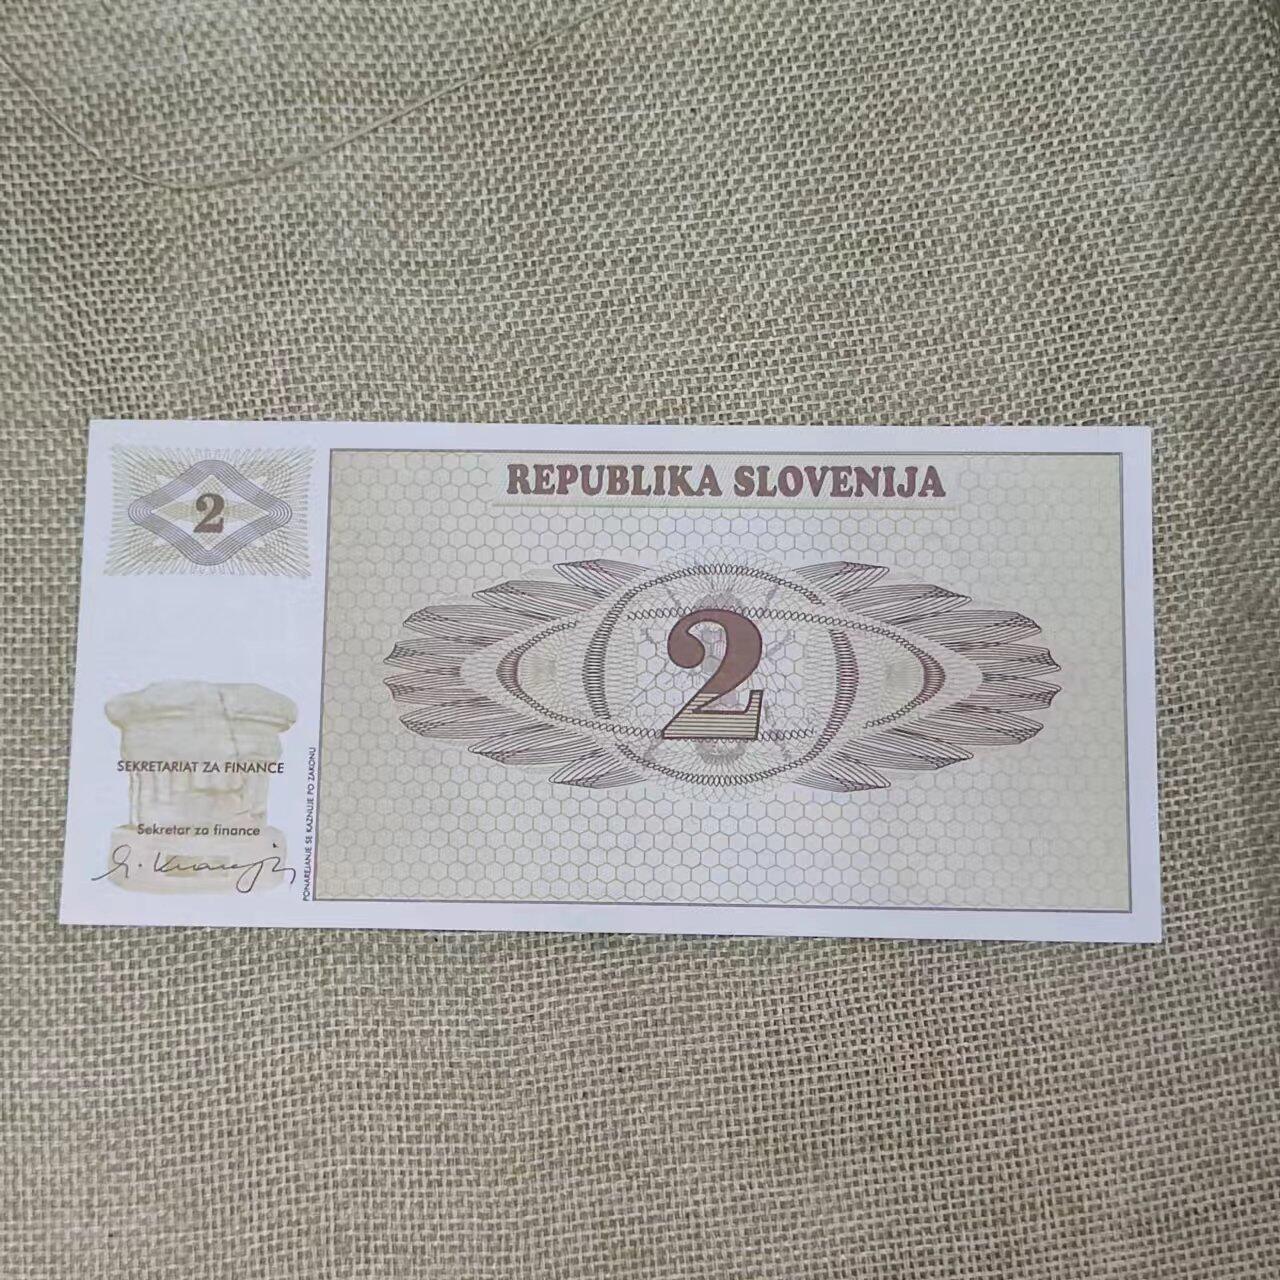 2
REPUBLIKA SLOVENIJA
2
SEKRETARIAT ZA FINANCE
Sekretar za finance
PONAREJANJE SE KAZNUJE PO ZAKONU